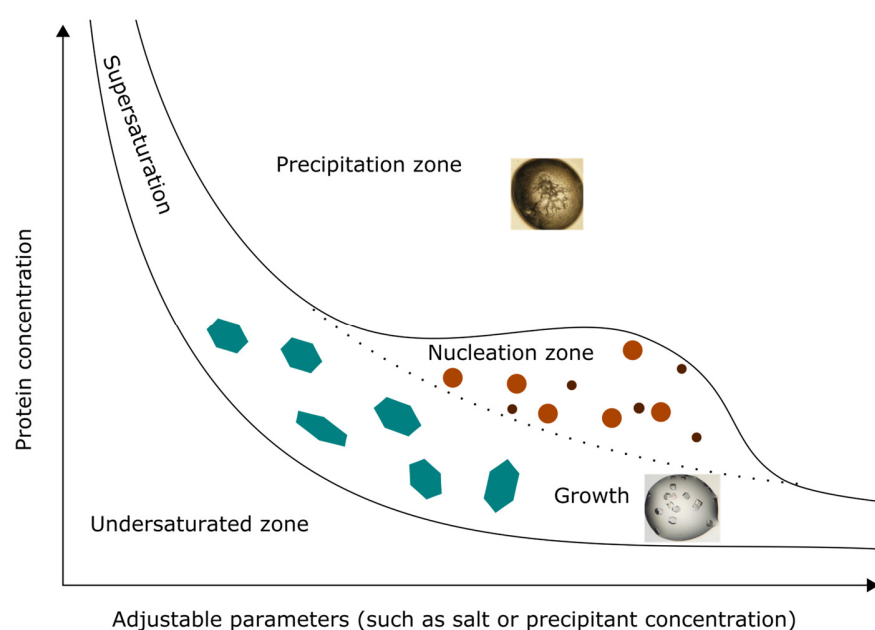 Supersaturation
Precipitation zone
Protein concentration
Nucleation zone
Growth
Undersaturated zone
Adjustable parameters (such as salt or precipitant concentration)